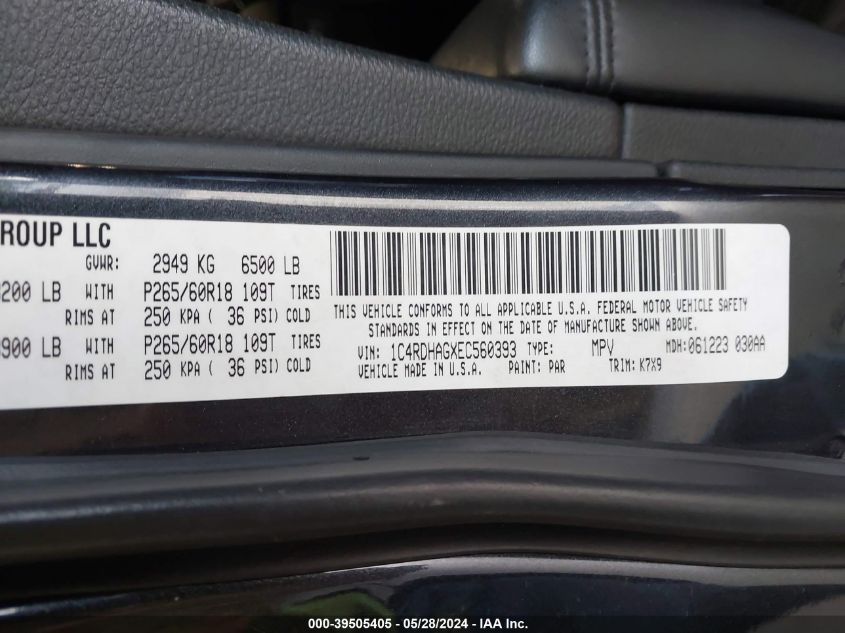 ROUP LLC
GVWR: 2949 KG 6500 LB
200 LB WITH P265/60R18 109T TIRES
RIMS AT 250 KPA ( 36 PSI) COLD
900 LB WITH P265/60R18 109T TIRES
RIMS AT 250 KPA ( 36 PSI) COLD
THIS VEHICLE CONFORMS TO ALL APPLICABLE U.S.A. FEDERAL MOTOR VEHICLE SAFETY
STANDARDS IN EFFECT ON THE DATE OF MANUFACTURE SHOWN ABOVE.
VIN: 1C4RDHAGXEC560393 TYPE: MPV MDH:061223 030AA
VEHICLE MADE IN U.S.A. PAINT: PAR TRIM: K7X9
000-39505405 - 05/28/2024 - IAA Inc.